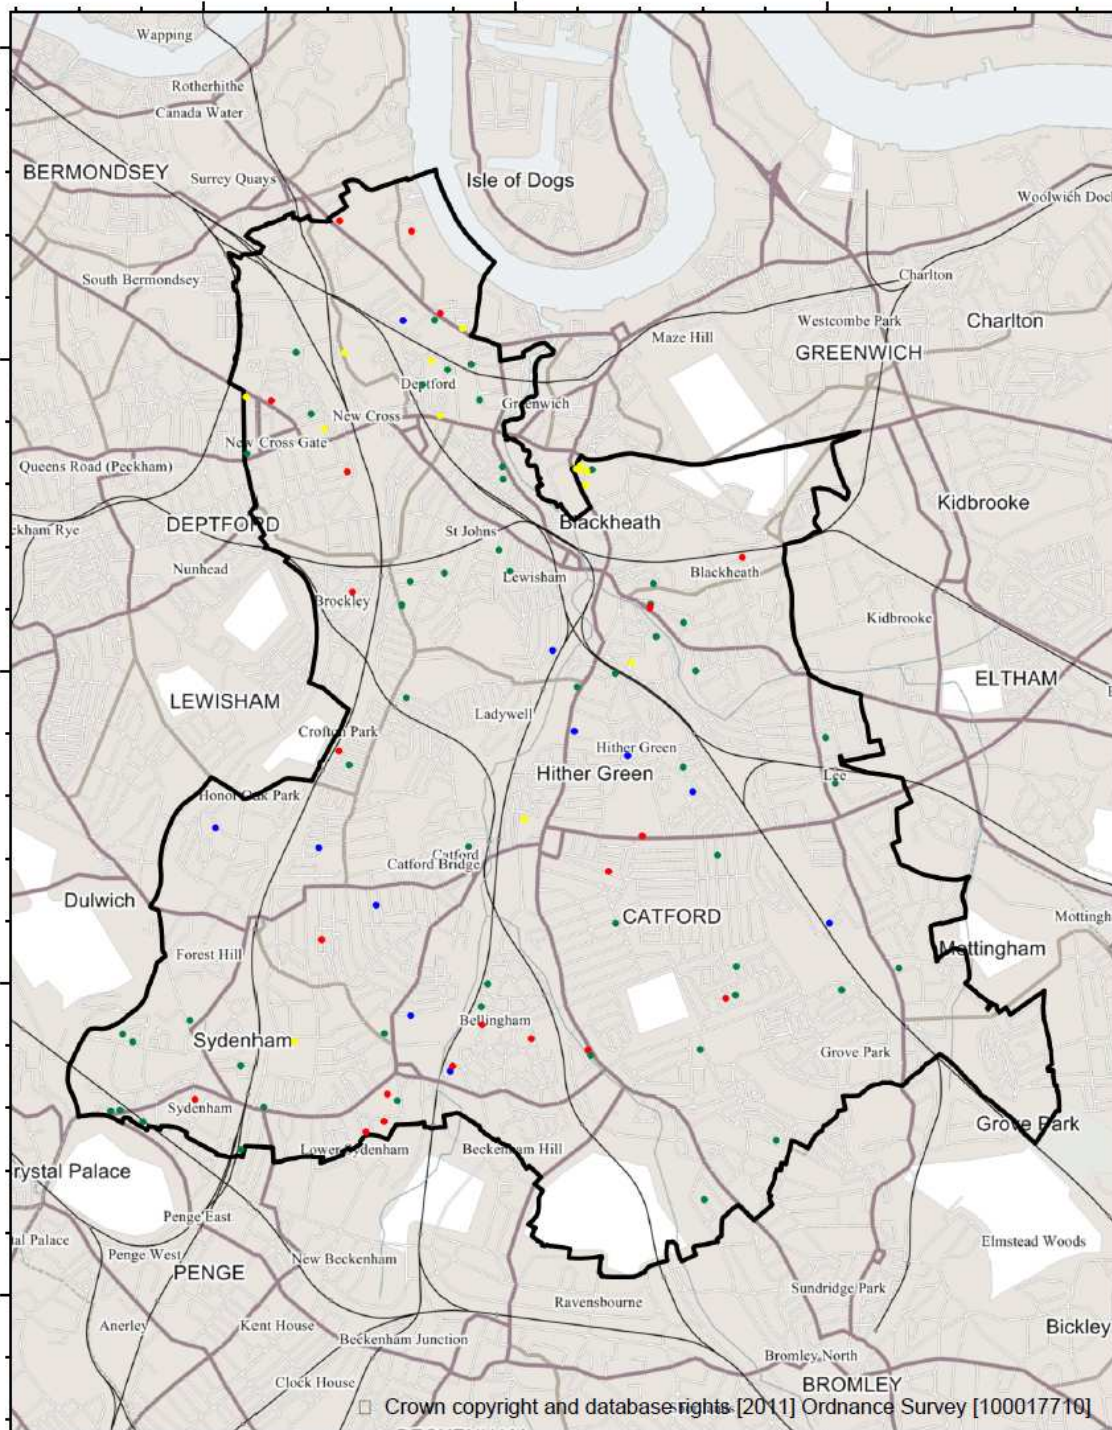 Wapping
Rotherhithe
Canada Water
BERMONDSEY
Surrey Quays
Isle of Dogs
South Bermondsey
Charlton
Westcombe Park
Charlton
Maze Hill
GREENWICH
Deptford
Greenwich
New Cross
New Cross Gate
Queens Road (Peckham)
Kidbrooke
DEPTFORD
Blackheath
St Johns
Nunhead
Lewisham
Blackheath
Brockley
Kidbrooke
ELTHAM
LEWISHAM
Ladywell
Crofton Park
Hither Green
Hither Green
Lee
Honor Oak Park
Catford
Catford Bridge
Dulwich
CATFORD
Forest Hill
Mottingham
Bellingham
Sydenham
Grove Park
Sydenham
Grove Park
Lower Sydenham
Beckenham Hill
Penge East
Elmstead Woods
Penge West
New Beckenham
PENGE
Sundridge Park
Ravensbourne
Anerley
Kent House
Bickley
Beckenham Junction
Bromley North
Clock House
BROMLEY
Crown copyright and database rights [2011] Ordnance Survey [100017710]